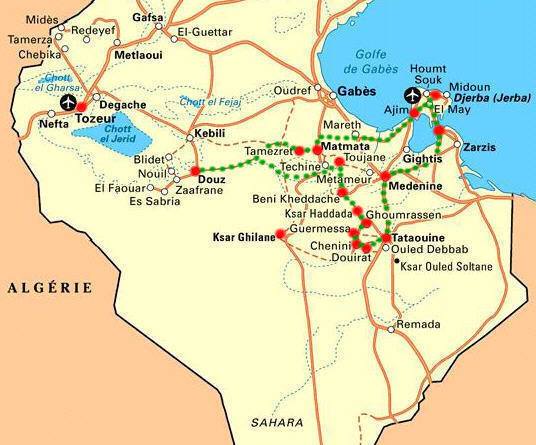 Midès
Gafsa
Redeyef
El-Guettar
Tamerza
Chebika
Metlaoui
Golfe
de Gabès
Houmt
Souk
Midoun
Djerba (Jerba)
Chott
el Gharsa
Oudref
Gabès
Degache
Chott el Fejaj
Ajim
El May
Nefta
Tozeur
Chott
el Jerid
Kebili
Mareth
Zarzis
Tamezret
Matmata
Toujane
Gightis
Blidet
Techine
Nouil
Métameur
Medenine
El Faouar
Zaafrane
Douz
Es Sabria
Beni Kheddache
Ksar Haddada
Ghoumrassen
Guermessa
Ksar Ghilane
Chenini
Tataouine
Douirat
Ouled Debbab
Ksar Ouled Soltane
ALGÉRIE
Remada
SAHARA